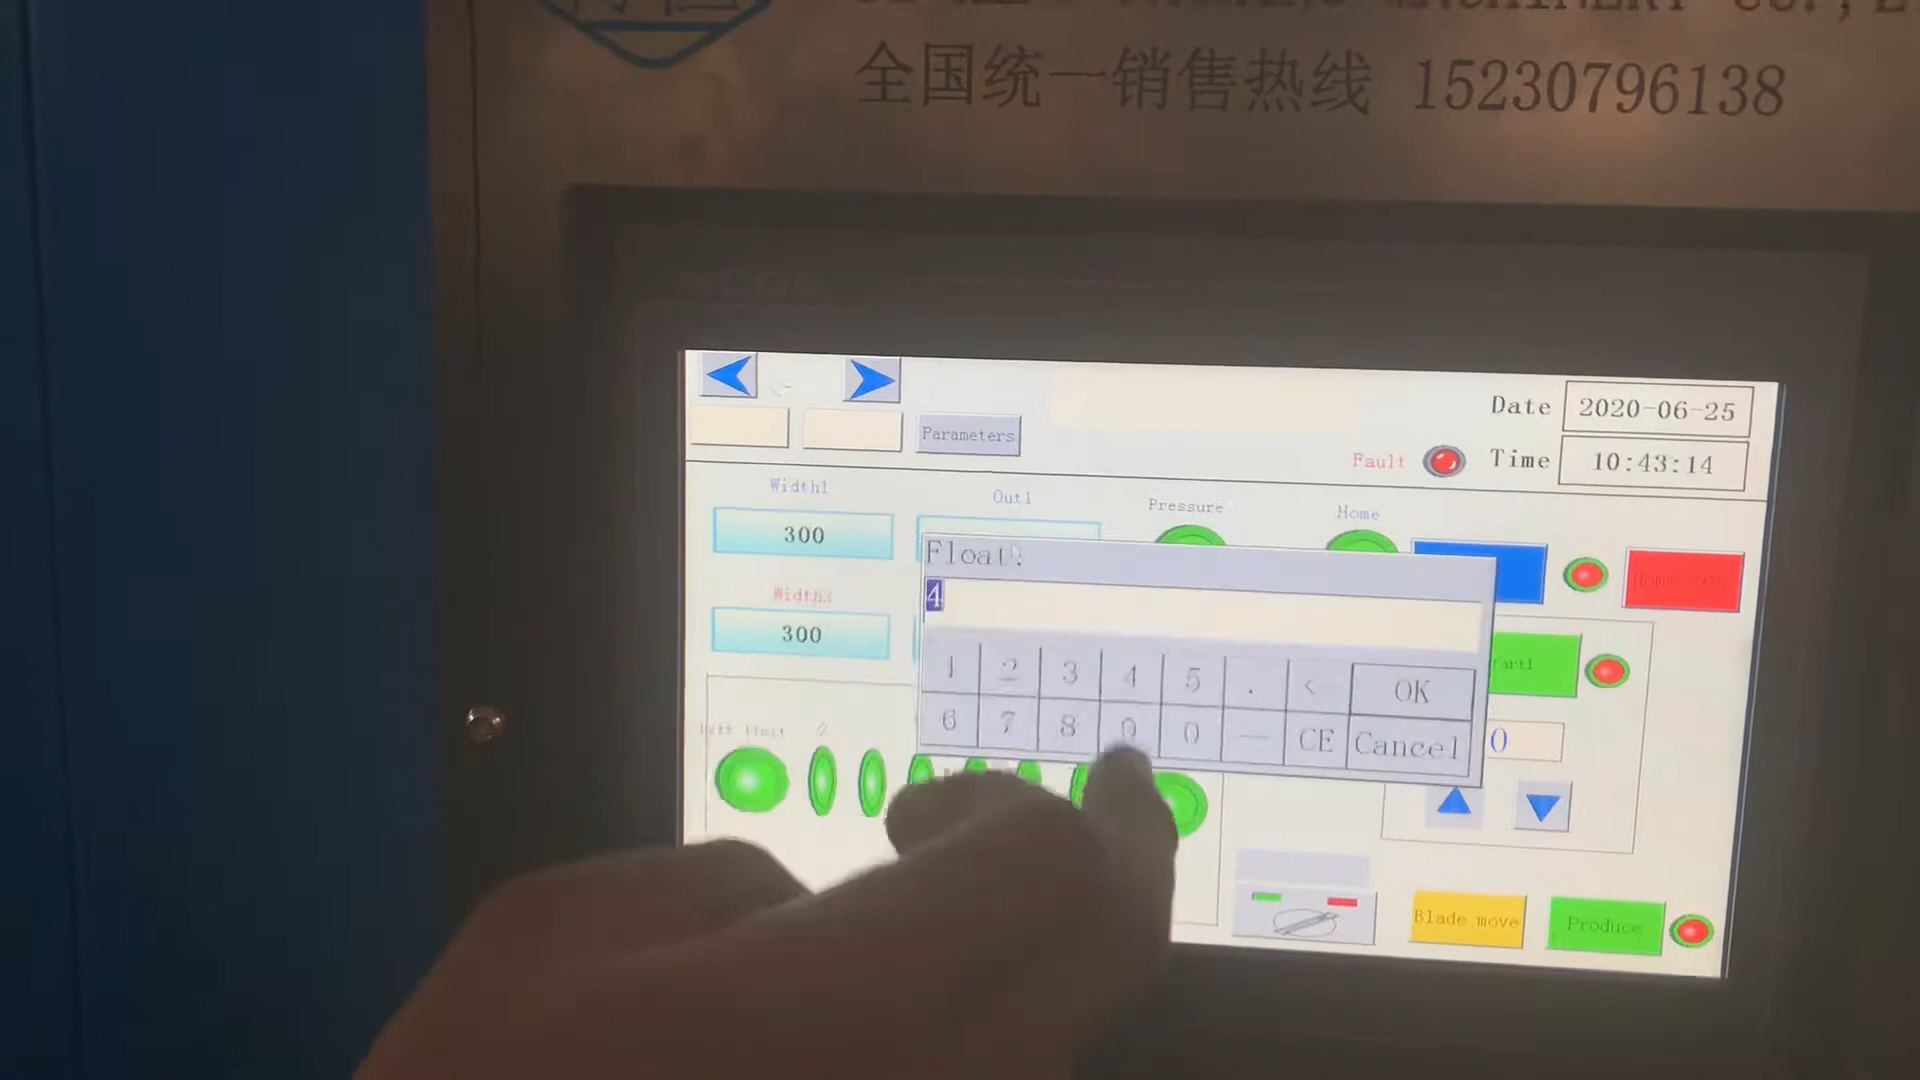 全国统一销售热线 15230796138
Date 2020-06-25
Parameters
Fault Time 10:43:14
Width1 Out1 Pressure Home
300
Float:
4
300
1 2 3 4 5 . < OK
6 7 8 9 0 — CE Cancel
0
Blade move Produce